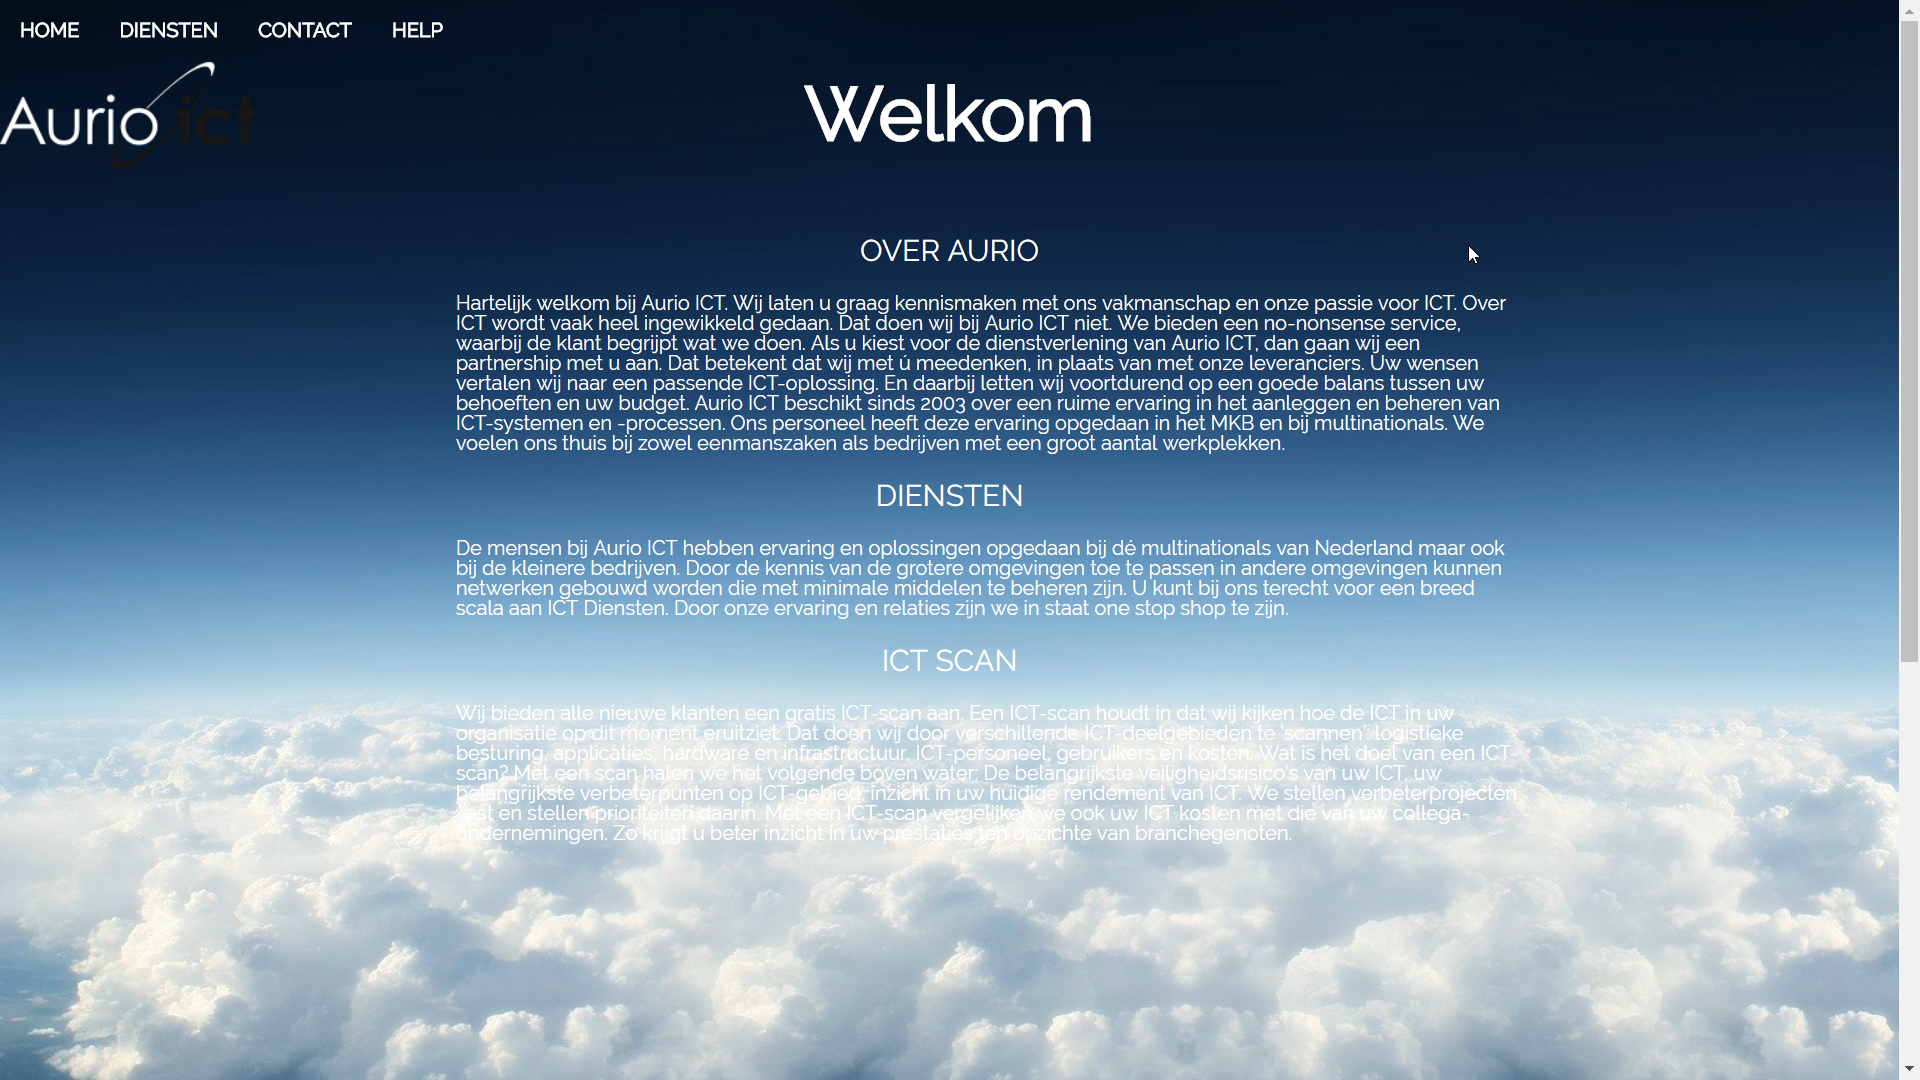 HOME DIENSTEN CONTACT HELP
Aurio ict
Welkom
OVER AURIO
Hartelijk welkom bij Aurio ICT. Wij laten u graag kennismaken met ons vakmanschap en onze passie voor ICT. Over
ICT wordt vaak heel ingewikkeld gedaan. Dat doen wij bij Aurio ICT niet. We bieden een no-nonsense service,
waarbij de klant begrijpt wat we doen. Als u kiest voor de dienstverlening van Aurio ICT, dan gaan wij een
partnership met u aan. Dat betekent dat wij met ú meedenken, in plaats van met onze leveranciers. Uw wensen
vertalen wij naar een passende ICT-oplossing. En daarbij letten wij voortdurend op een goede balans tussen uw
behoeften en uw budget. Aurio ICT beschikt sinds 2003 over een ruime ervaring in het aanleggen en beheren van
ICT-systemen en -processen. Ons personeel heeft deze ervaring opgedaan in het MKB en bij multinationals. We
voelen ons thuis bij zowel eenmanszaken als bedrijven met een groot aantal werkplekken.
DIENSTEN
De mensen bij Aurio ICT hebben ervaring en oplossingen opgedaan bij dé multinationals van Nederland maar ook
bij de kleinere bedrijven. Door de kennis van de grotere omgevingen toe te passen in andere omgevingen kunnen
netwerken gebouwd worden die met minimale middelen te beheren zijn. U kunt bij ons terecht voor een breed
scala aan ICT Diensten. Door onze ervaring en relaties zijn we in staat one stop shop te zijn.
ICT SCAN
Wij bieden alle nieuwe klanten een gratis ICT-scan aan. Een ICT-scan houdt in dat wij kijken hoe de ICT in uw
organisatie op dit moment eruitziet. Dat doen wij door verschillende ICT-deelgebieden te 'scannen': logistieke
besturing, applicaties, hardware en infrastructuur, ICT-personeel, gebruikers en kosten. Wat is het doel van een ICT-
scan? Met een scan halen we het volgende boven water: De belangrijkste veiligheidsrisico's van uw ICT, uw
belangrijkste verbeterpunten op ICT-gebied, inzicht in uw huidige rendement van ICT. We stellen verbeterprojecten
vast en stellen prioriteiten daarin. Met een ICT-scan vergelijken we ook uw ICT kosten met die van uw collega-
ondernemingen. Zo krijgt u beter inzicht in uw prestaties ten opzichte van branchegenoten.